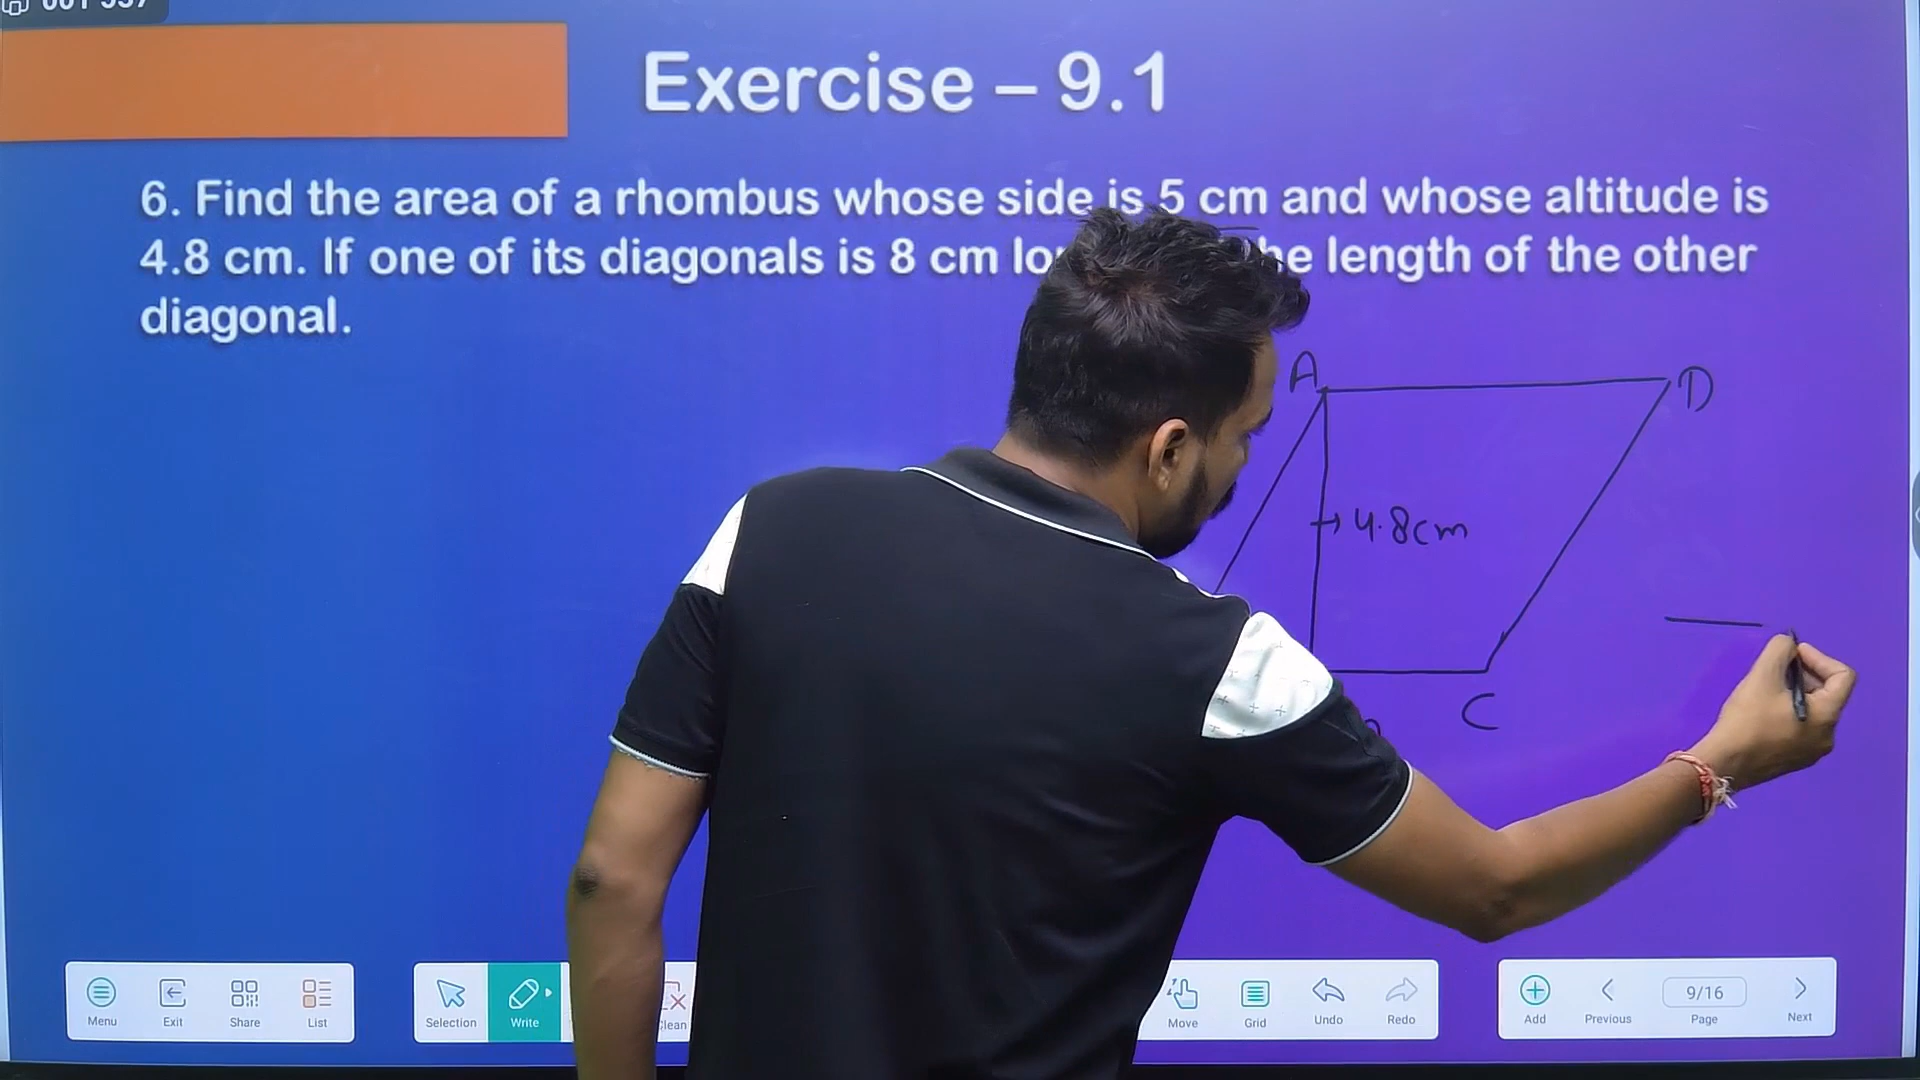 Exercise – 9.1
6. Find the area of a rhombus whose side is 5 cm and whose altitude is
4.8 cm. If one of its diagonals is 8 cm lo he length of the other
diagonal.
A
D
4.8cm
C
Menu
Exit
Share
List
Selection
Write
Clean
Move
Grid
Undo
Redo
Add
Previous
9/16
Page
Next